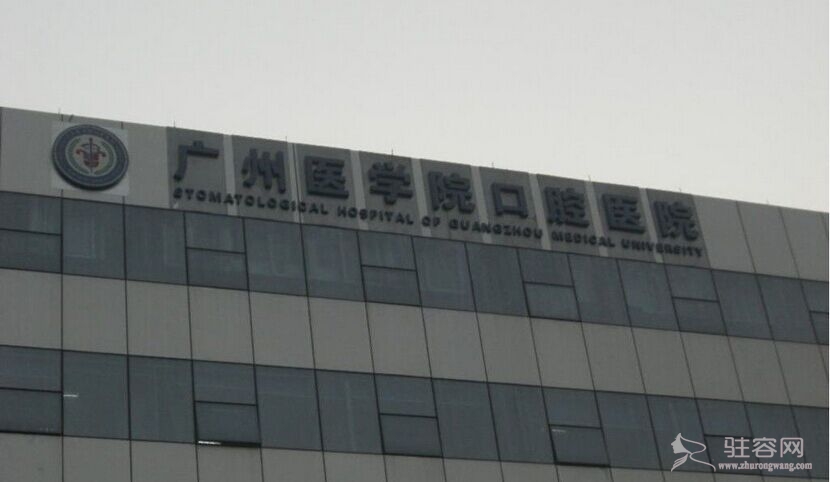 广州医学院口腔医院
STOMATOLOGICAL HOSPITAL OF GUANGZHOU MEDICAL UNIVERSITY
驻容网
www.zhurongwang.com